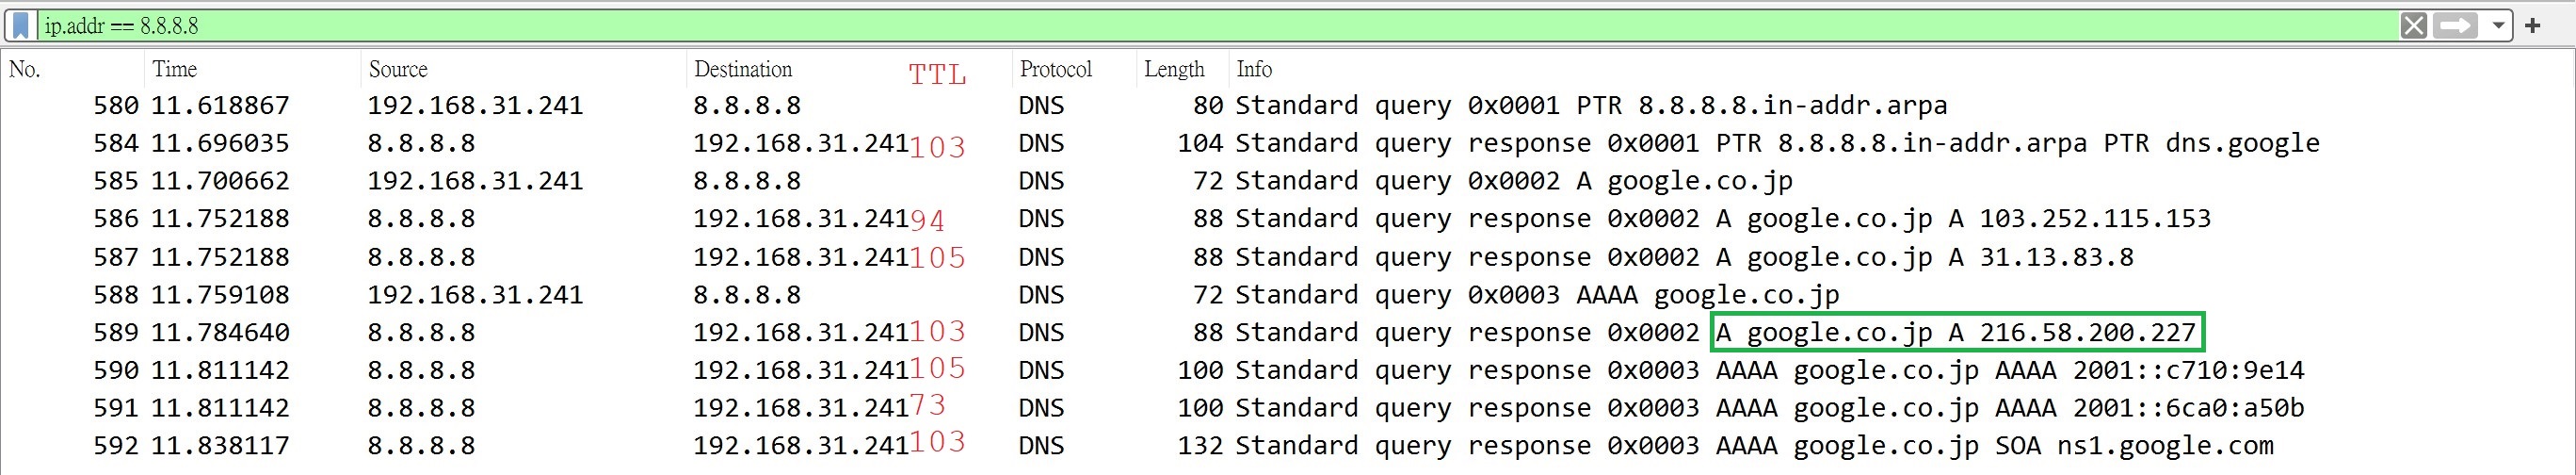 ip.addr == 8.8.8.8
No. Time Source Destination TTL Protocol Length Info
580 11.618867 192.168.31.241 8.8.8.8 DNS 80 Standard query 0x0001 PTR 8.8.8.8.in-addr.arpa
584 11.696035 8.8.8.8 192.168.31.241 103 DNS 104 Standard query response 0x0001 PTR 8.8.8.8.in-addr.arpa PTR dns.google
585 11.700662 192.168.31.241 8.8.8.8 DNS 72 Standard query 0x0002 A google.co.jp
586 11.752188 8.8.8.8 192.168.31.241 94 DNS 88 Standard query response 0x0002 A google.co.jp A 103.252.115.153
587 11.752188 8.8.8.8 192.168.31.241 105 DNS 88 Standard query response 0x0002 A google.co.jp A 31.13.83.8
588 11.759108 192.168.31.241 8.8.8.8 DNS 72 Standard query 0x0003 AAAA google.co.jp
589 11.784640 8.8.8.8 192.168.31.241 103 DNS 88 Standard query response 0x0002 A google.co.jp A 216.58.200.227
590 11.811142 8.8.8.8 192.168.31.241 105 DNS 100 Standard query response 0x0003 AAAA google.co.jp AAAA 2001::c710:9e14
591 11.811142 8.8.8.8 192.168.31.241 73 DNS 100 Standard query response 0x0003 AAAA google.co.jp AAAA 2001::6ca0:a50b
592 11.838117 8.8.8.8 192.168.31.241 103 DNS 132 Standard query response 0x0003 AAAA google.co.jp SOA ns1.google.com